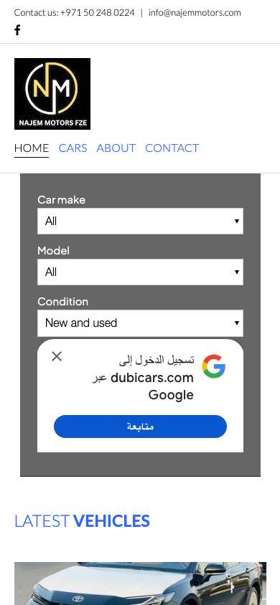 Contact us: +971 50 248 0224 | info@najemmotors.com
NM
NAJEM MOTORS FZE
HOME CARS ABOUT CONTACT
Car make
All
Model
All
Condition
New and used
تسجيل الدخول إلى
dubicars.com عبر
Google
متابعة
LATEST VEHICLES